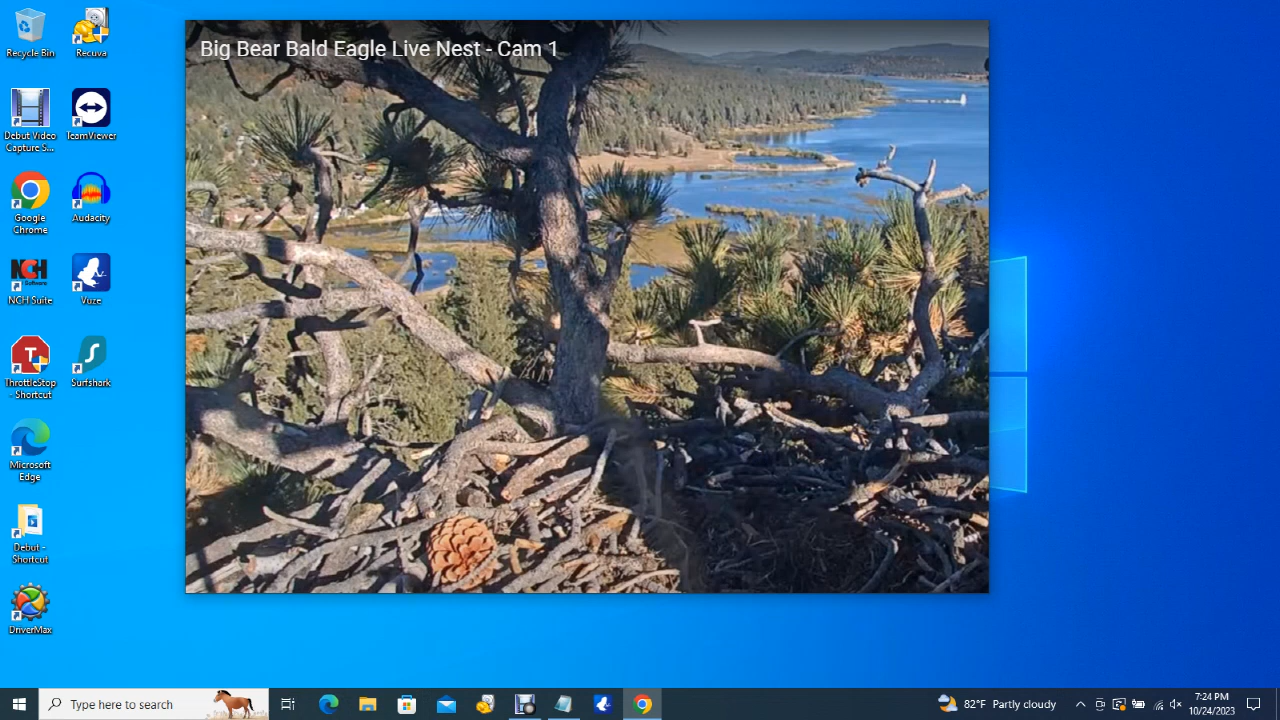 Big Bear Bald Eagle Live Nest - Cam 1
Recycle Bin
Recuva
Debut Video
Capture S...
TeamViewer
Google
Chrome
Audacity
NCH
Software
NCH Suite
Vuze
T
ThrottleStop
- Shortcut
Surfshark
Microsoft
Edge
Debut -
Shortcut
DriverMax
Type here to search
82°F Partly cloudy
7:24 PM
10/24/2023